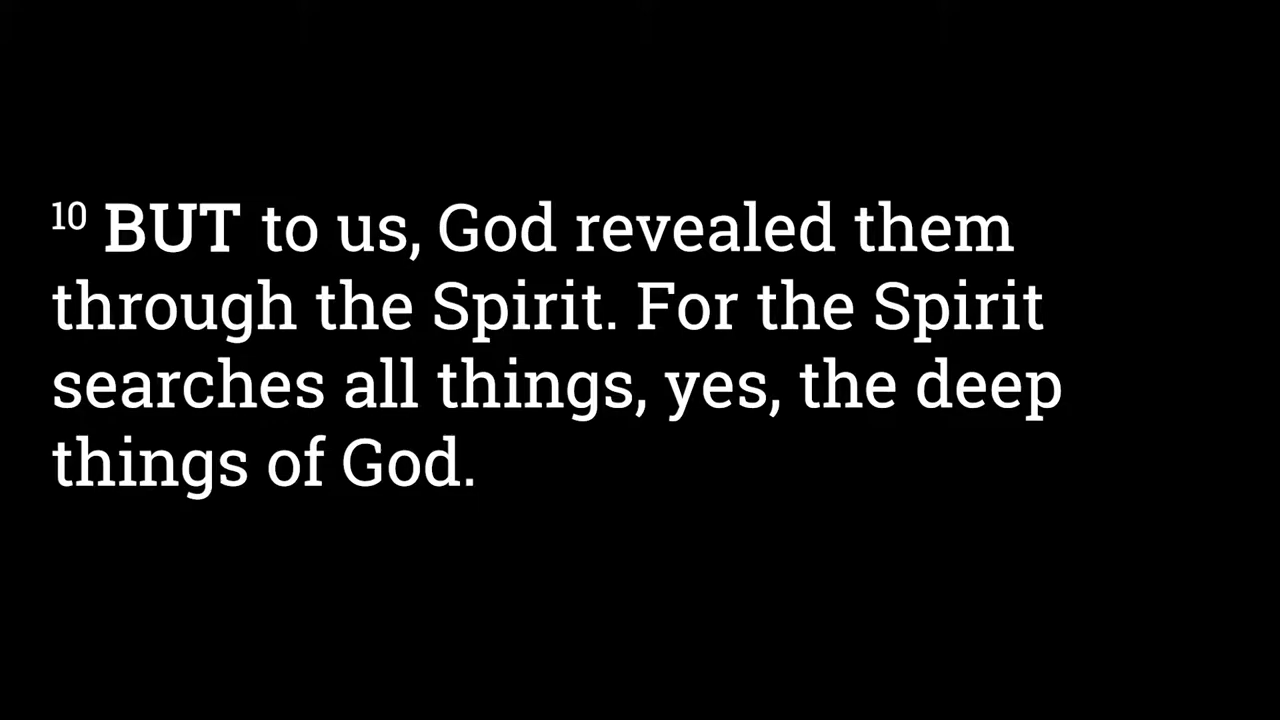 10 BUT to us, God revealed them
through the Spirit. For the Spirit
searches all things, yes, the deep
things of God.